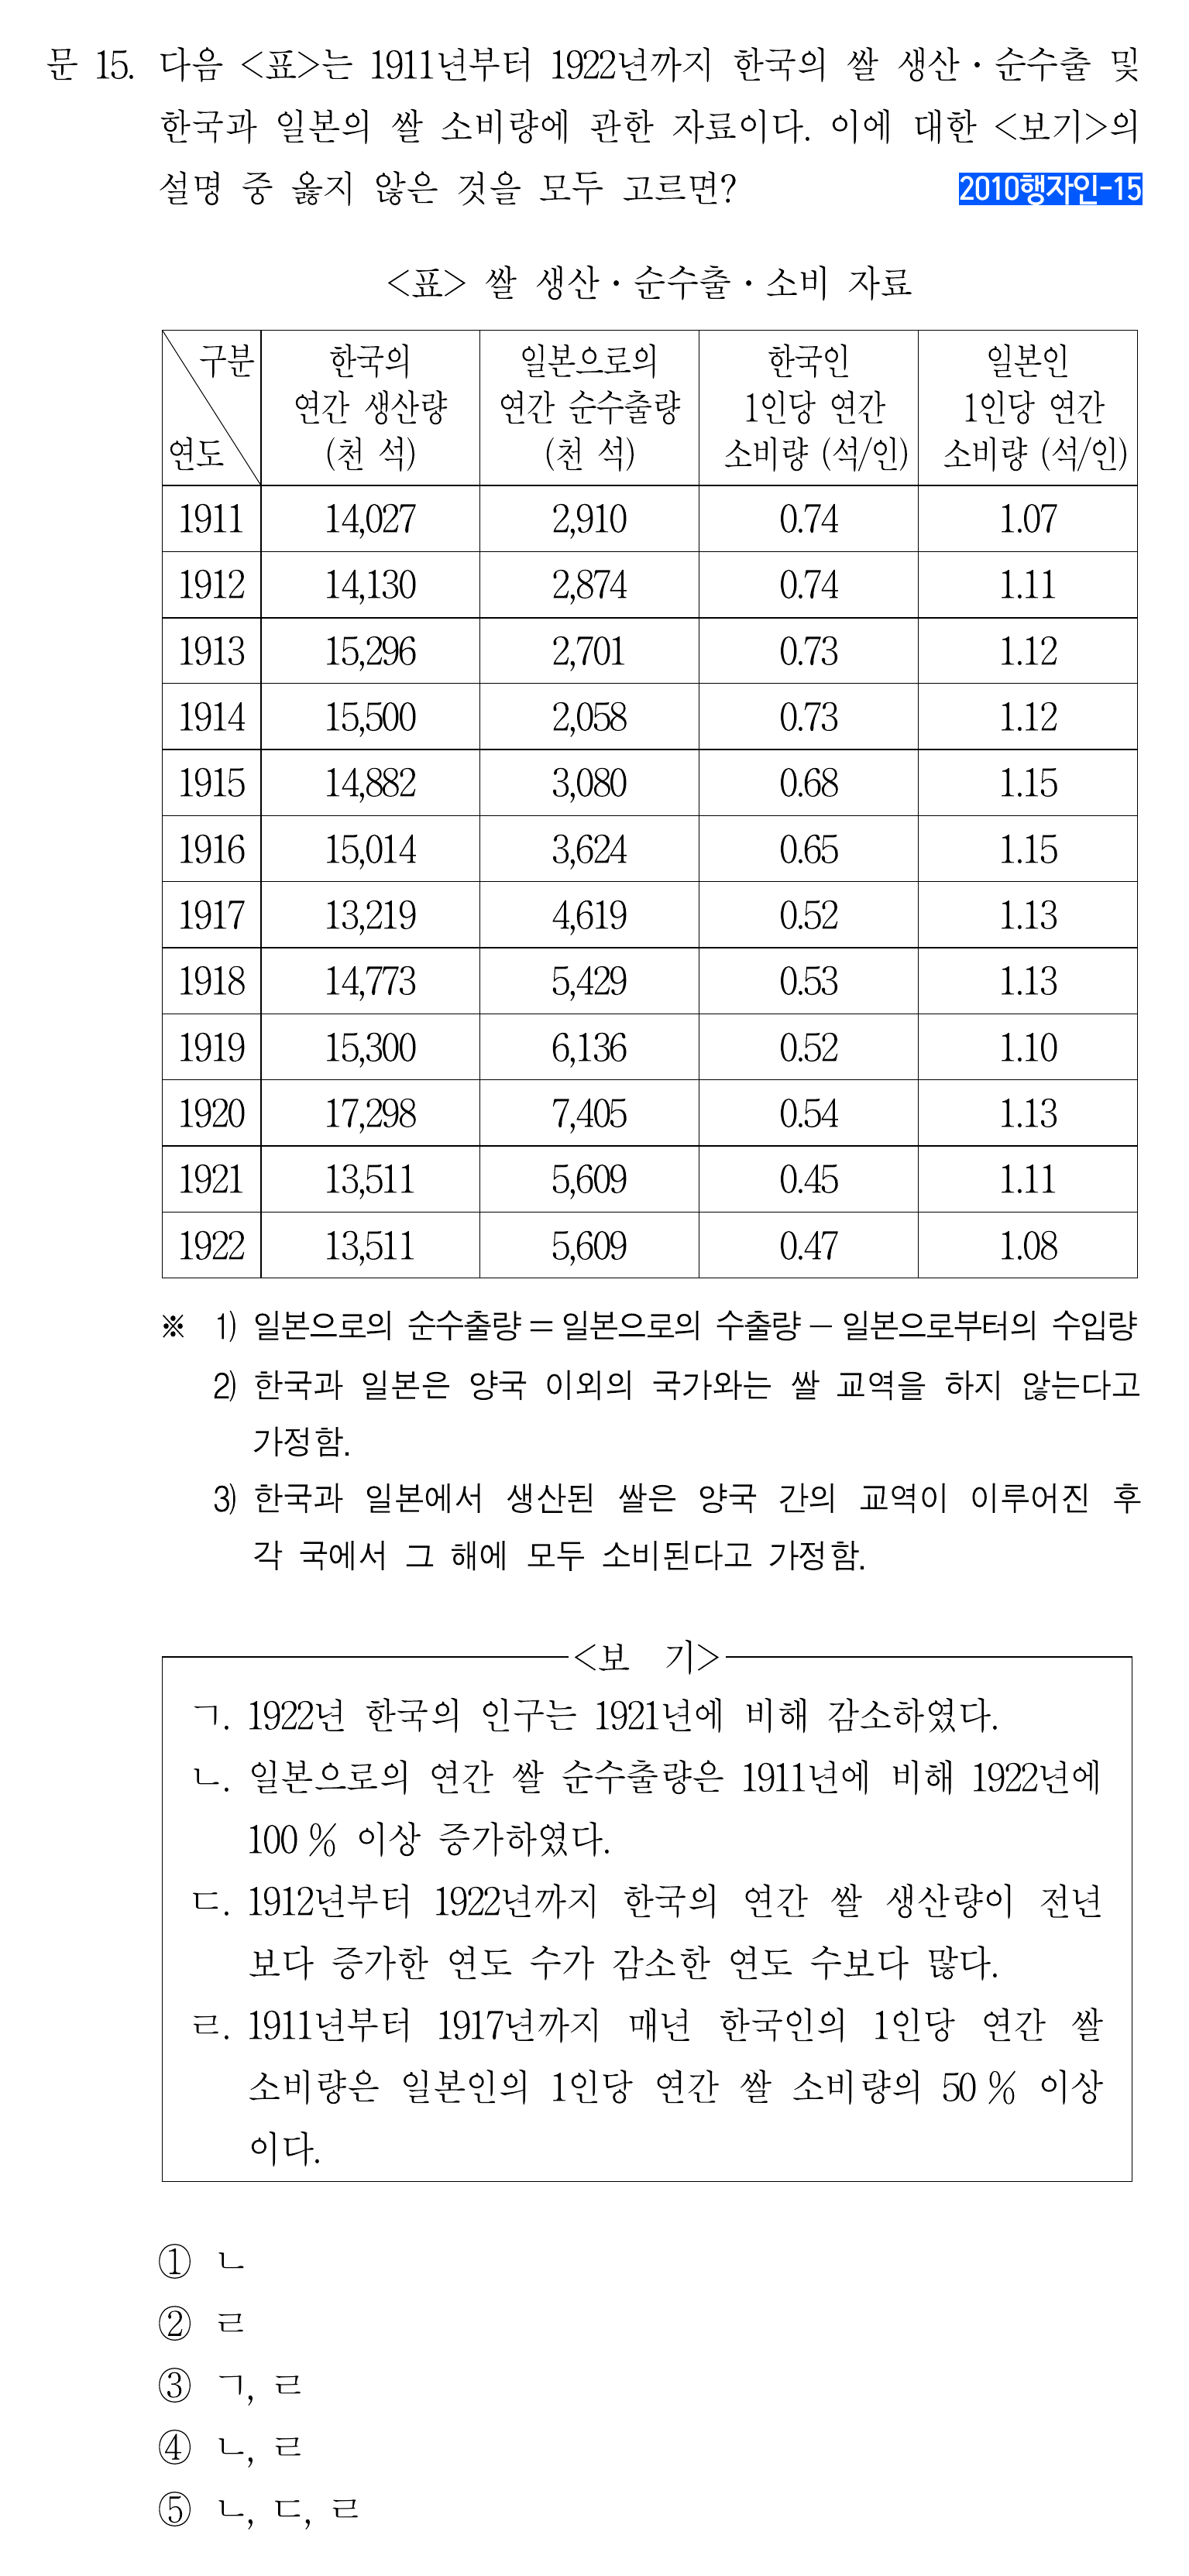 문 15. 다음 <표>는 1911년부터 1922년까지 한국의 쌀 생산·순수출 및
한국과 일본의 쌀 소비량에 관한 자료이다. 이에 대한 <보기>의
설명 중 옳지 않은 것을 모두 고르면? 2010행자인-15
<표> 쌀 생산·순수출·소비 자료
구분 연도 한국의 연간 생산량 (천 석) 일본으로의 연간 순수출량 (천 석) 한국인 1인당 연간 소비량 (석/인) 일본인 1인당 연간 소비량 (석/인)
1911 14,027 2,910 0.74 1.07
1912 14,130 2,874 0.74 1.11
1913 15,296 2,701 0.73 1.12
1914 15,500 2,058 0.73 1.12
1915 14,882 3,080 0.68 1.15
1916 15,014 3,624 0.65 1.15
1917 13,219 4,619 0.52 1.13
1918 14,773 5,429 0.53 1.13
1919 15,300 6,136 0.52 1.10
1920 17,298 7,405 0.54 1.13
1921 13,511 5,609 0.45 1.11
1922 13,511 5,609 0.47 1.08
※ 1) 일본으로의 순수출량 = 일본으로의 수출량 - 일본으로부터의 수입량
2) 한국과 일본은 양국 이외의 국가와는 쌀 교역을 하지 않는다고
가정함.
3) 한국과 일본에서 생산된 쌀은 양국 간의 교역이 이루어진 후
각 국에서 그 해에 모두 소비된다고 가정함.
<보 기>
ㄱ. 1922년 한국의 인구는 1921년에 비해 감소하였다.
ㄴ. 일본으로의 연간 쌀 순수출량은 1911년에 비해 1922년에
100 % 이상 증가하였다.
ㄷ. 1912년부터 1922년까지 한국의 연간 쌀 생산량이 전년
보다 증가한 연도 수가 감소한 연도 수보다 많다.
ㄹ. 1911년부터 1917년까지 매년 한국인의 1인당 연간 쌀
소비량은 일본인의 1인당 연간 쌀 소비량의 50 % 이상
이다.
① ㄴ
② ㄹ
③ ㄱ, ㄹ
④ ㄴ, ㄹ
⑤ ㄴ, ㄷ, ㄹ